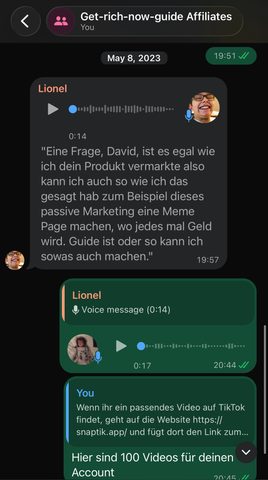 Get-rich-now-guide Affiliates
You
19:51
May 8, 2023
Lionel
0:14
"Eine Frage, David, ist es egal wie
ich dein Produkt vermarkte also
kann ich auch so wie ich das
gesagt hab zum Beispiel dieses
passive Marketing eine Meme
Page machen, wo jedes mal Geld
wird. Guide ist oder so kann ich
sowas auch machen."
19:57
Lionel
Voice message (0:14)
0:17
20:44
You
Wenn ihr ein passendes Video auf TikTok
findet, geht auf die Website https://
snaptik.app/ und fügt dort den Link zum...
Hier sind 100 Videos für deinen
Account
20:45